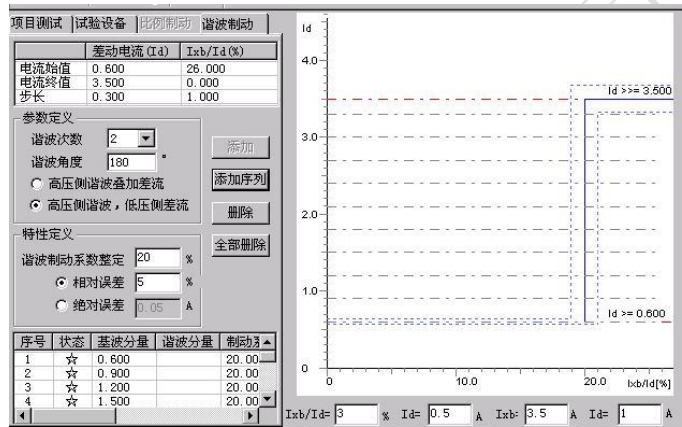 项目测试 试验设备 比例制动 谐波制动
差动电流(Id) Ixb/Id(%)
电流始值 0.600 26.000
电流终值 3.500 0.000
步长 0.300 1.000
参数定义
谐波次数 2
谐波角度 180 °
高压侧谐波叠加差流
高压侧谐波，低压侧差流
添加
添加序列
删除
全部删除
特性定义
谐波制动系数整定 20 %
相对误差 5 %
绝对误差 0.05 A
序号 状态 基波分量 谐波分量 制动系
1 ☆ 0.600 20.00
2 ☆ 0.900 20.00
3 ☆ 1.200 20.00
4 ☆ 1.500 20.00
Id
4.0
Id >>= 3.500
3.0
2.0
1.0
Id >= 0.600
0
0 10.0 20.0 Ixb/Id[%]
Ixb/Id= 3 % Id= 0.5 A Ixb= 3.5 A Id= 1 A